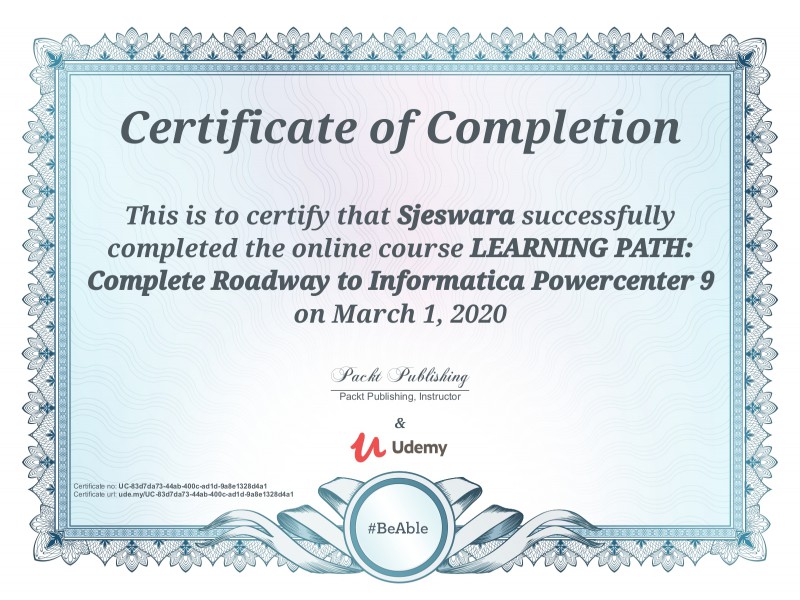 Certificate of Completion
This is to certify that Sjeswara successfully
completed the online course LEARNING PATH:
Complete Roadway to Informatica Powercenter 9
on March 1, 2020
Packt Publishing
Packt Publishing, Instructor
&
Udemy
Certificate no: UC-83d7da73-44ab-400c-ad1d-9a8e1328d4a1
Certificate url: ude.my/UC-83d7da73-44ab-400c-ad1d-9a8e1328d4a1
#BeAble